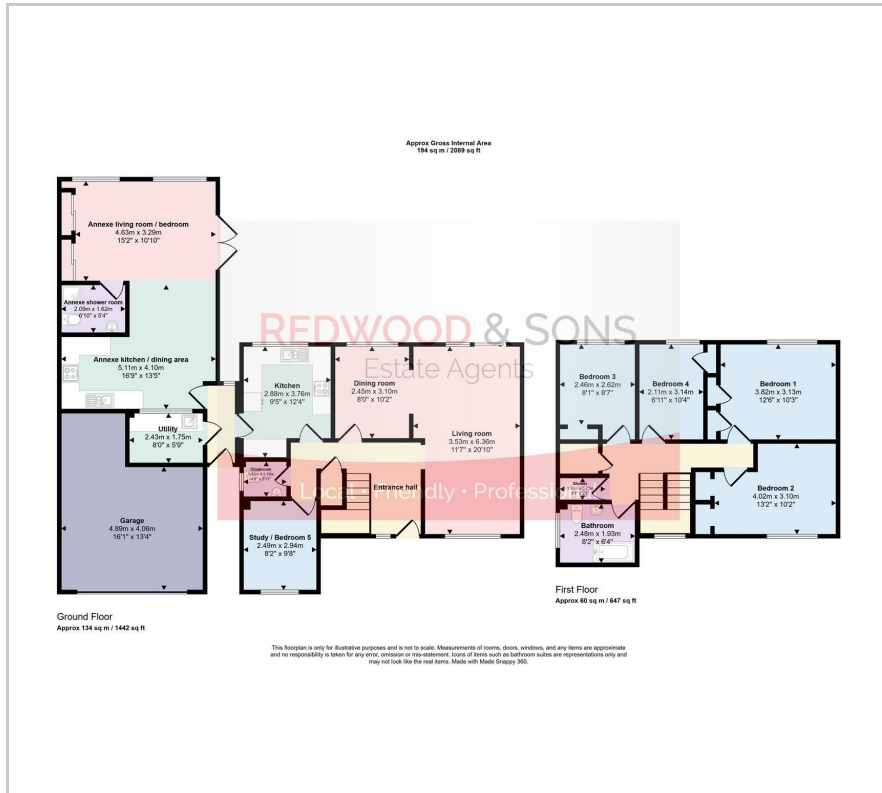 Approx Gross Internal Area
194 sq m / 2089 sq ft
Annexe living room / bedroom
4.63m x 3.29m
15'2" x 10'10"
Annexe shower room
2.09m x 1.62m
6'10" x 5'4"
Annexe kitchen / dining area
5.11m x 4.10m
16'9" x 13'5"
Utility
2.43m x 1.75m
8'0" x 5'9"
Garage
4.89m x 4.06m
16'1" x 13'4"
REDWOOD & SONS
Estate Agents
Local • Friendly • Professional
Kitchen
2.88m x 3.76m
9'5" x 12'4"
Dining room
2.45m x 3.10m
8'0" x 10'2"
Living room
3.53m x 6.36m
11'7" x 20'10"
Cloakroom
Entrance hall
Study / Bedroom 5
2.49m x 2.94m
8'2" x 9'8"
Bedroom 3
2.46m x 2.62m
8'1" x 8'7"
Bedroom 4
2.11m x 3.14m
6'11" x 10'4"
Bedroom 1
3.82m x 3.13m
12'6" x 10'3"
Bedroom 2
4.02m x 3.10m
13'2" x 10'2"
Shower
Bathroom
2.48m x 1.93m
8'2" x 6'4"
Ground Floor
Approx 134 sq m / 1442 sq ft
First Floor
Approx 60 sq m / 647 sq ft
This floorplan is only for illustrative purposes and is not to scale. Measurements of rooms, doors, windows, and any items are approximate
and no responsibility is taken for any error, omission or mis-statement. Icons of items such as bathroom suites are representations only and
may not look like the real items. Made with Made Snappy 360.